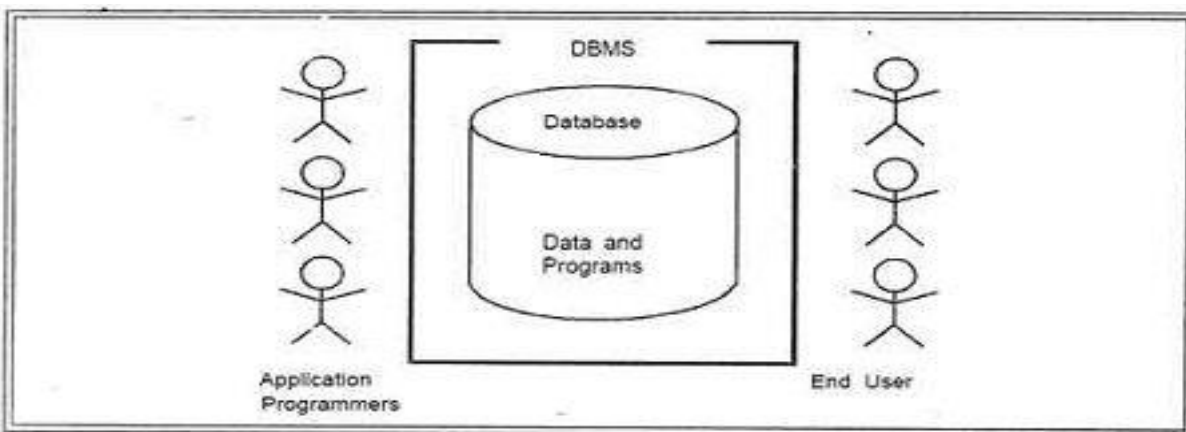 DBMS
Database
Data and
Programs
Application
Programmers
End User